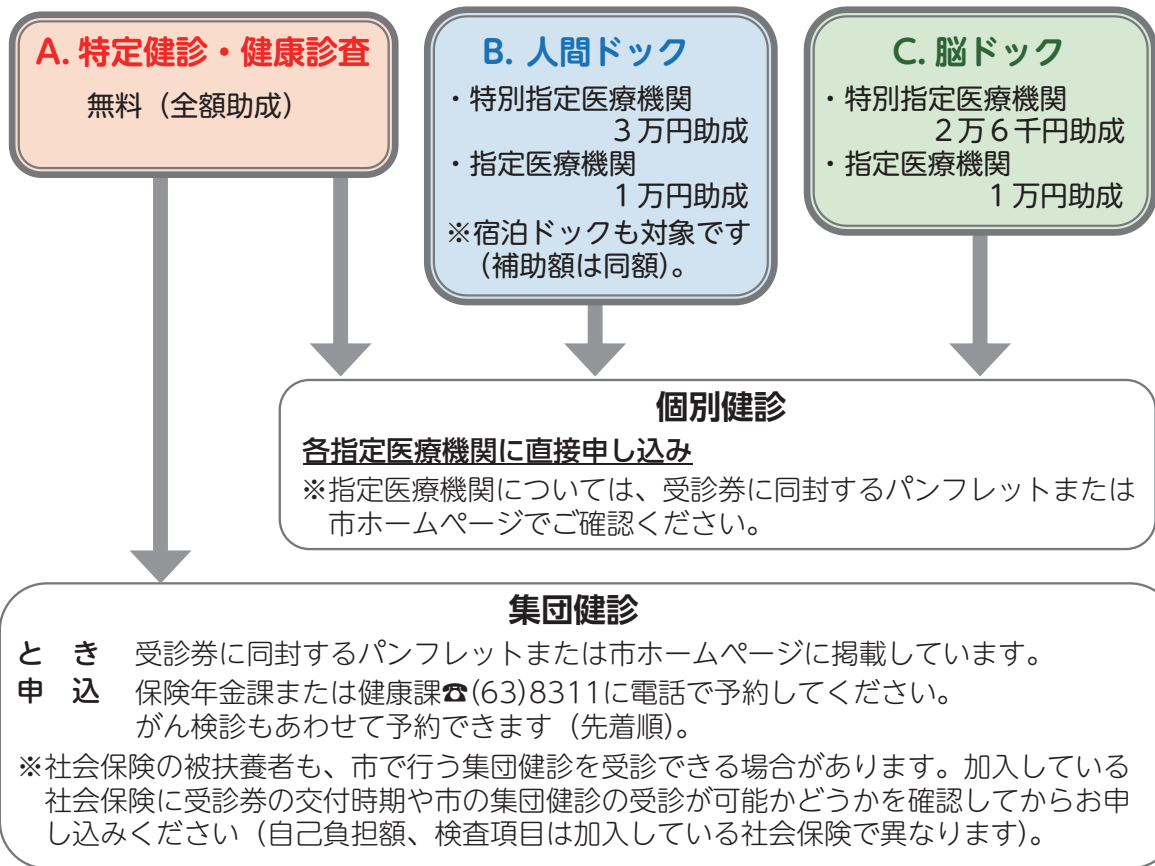 A. 特定健診・健康診査
無料（全額助成）
B. 人間ドック
・特別指定医療機関
３万円助成
・指定医療機関
１万円助成
※宿泊ドックも対象です
（補助額は同額）。
C. 脳ドック
・特別指定医療機関
２万６千円助成
・指定医療機関
１万円助成
個別健診
各指定医療機関に直接申し込み
※指定医療機関については、受診券に同封するパンフレットまたは
市ホームページでご確認ください。
集団健診
と　き　受診券に同封するパンフレットまたは市ホームページに掲載しています。
申　込　保険年金課または健康課☎(63)8311に電話で予約してください。
がん検診もあわせて予約できます（先着順）。
※社会保険の被扶養者も、市で行う集団健診を受診できる場合があります。加入している
社会保険に受診券の交付時期や市の集団健診の受診が可能かどうかを確認してからお申
し込みください（自己負担額、検査項目は加入している社会保険で異なります）。